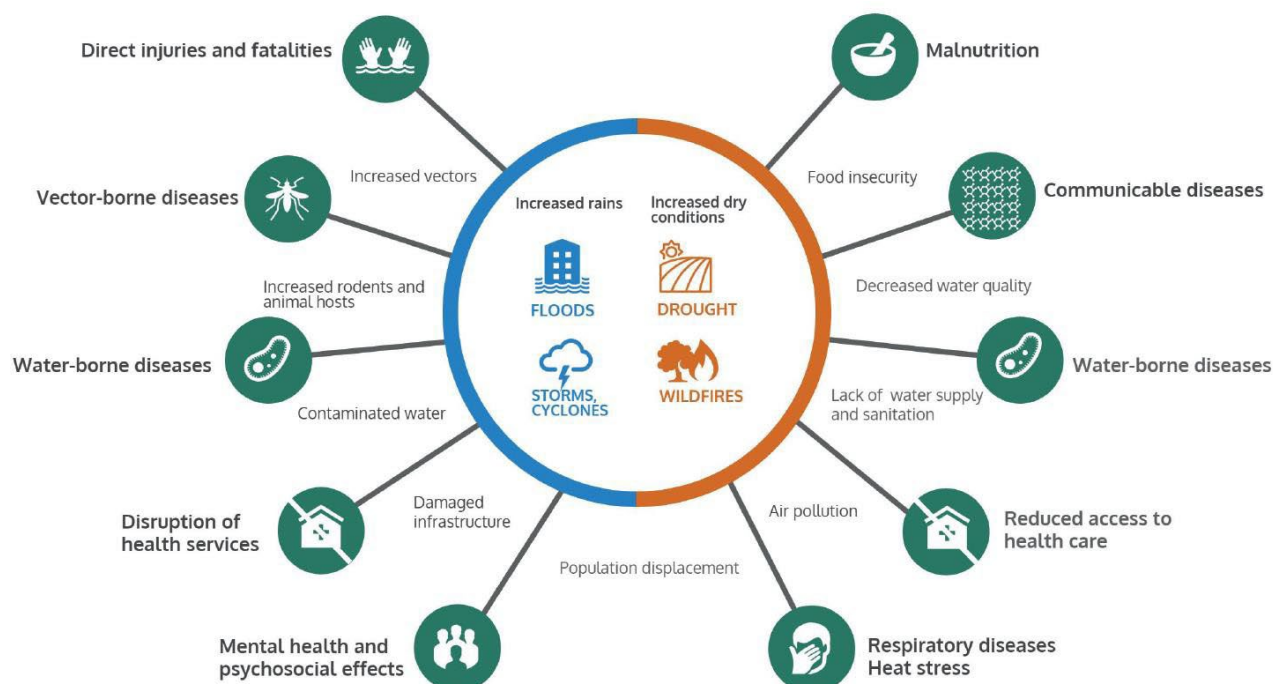 Direct injuries and fatalities
Malnutrition
Increased vectors
Food insecurity
Vector-borne diseases
Communicable diseases
Increased rains
Increased dry
conditions
Increased rodents and
animal hosts
Decreased water quality
FLOODS
DROUGHT
Water-borne diseases
Water-borne diseases
STORMS,
CYCLONES
WILDFIRES
Contaminated water
Lack of water supply
and sanitation
Damaged
infrastructure
Air pollution
Disruption of
health services
Reduced access to
health care
Population displacement
Mental health and
psychosocial effects
Respiratory diseases
Heat stress